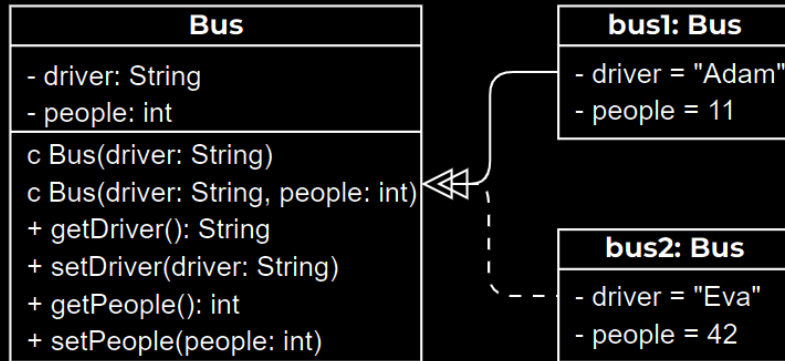 Bus
- driver: String
- people: int
c Bus(driver: String)
c Bus(driver: String, people: int)
+ getDriver(): String
+ setDriver(driver: String)
+ getPeople(): int
+ setPeople(people: int)
bus1: Bus
- driver = "Adam"
- people = 11
bus2: Bus
- driver = "Eva"
- people = 42